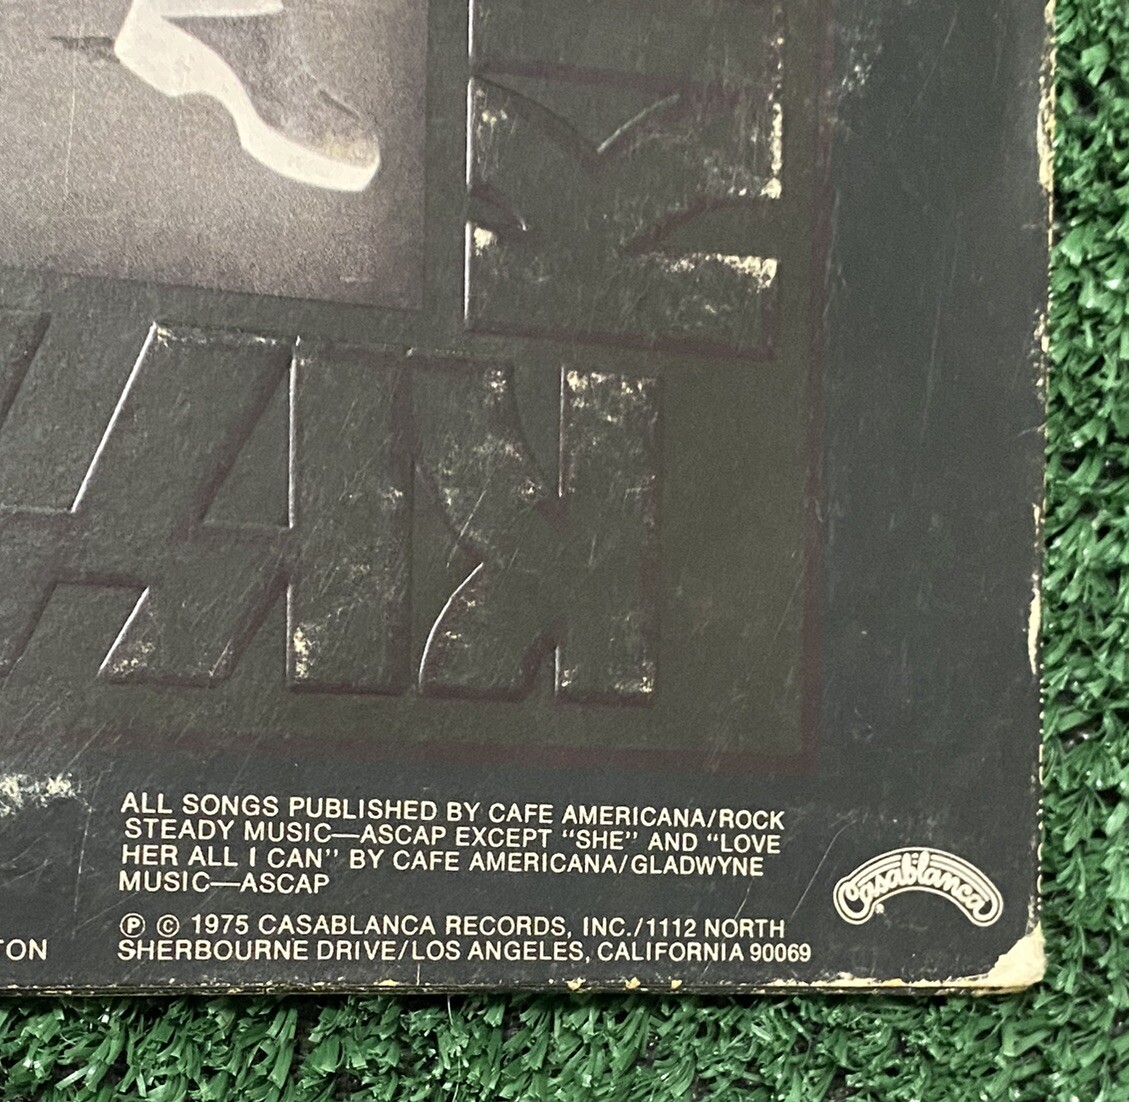 ALL SONGS PUBLISHED BY CAFE AMERICANA/ROCK
STEADY MUSIC—ASCAP EXCEPT “SHE” AND “LOVE
HER ALL I CAN” BY CAFE AMERICANA/GLADWYNE
MUSIC—ASCAP
℗ © 1975 CASABLANCA RECORDS, INC./1112 NORTH
SHERBOURNE DRIVE/LOS ANGELES, CALIFORNIA 90069
TON
Casablanca®